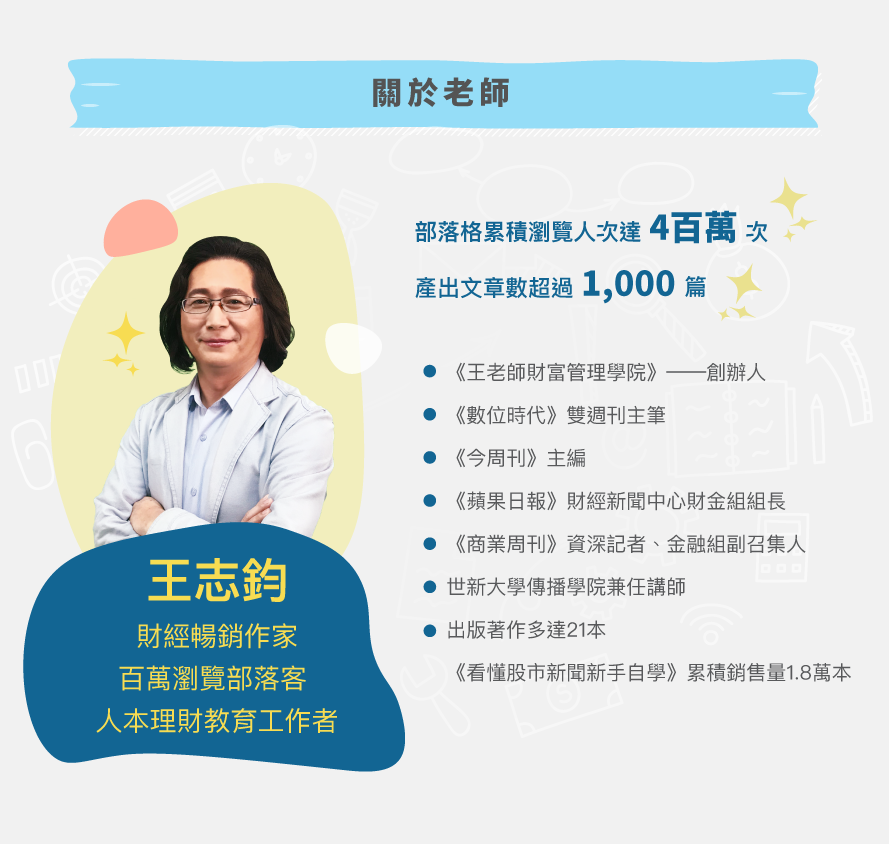 關於老師
部落格累積瀏覽人次達 4百萬 次
產出文章數超過 1,000 篇
《王老師財富管理學院》——創辦人
《數位時代》雙週刊主筆
《今周刊》主編
《蘋果日報》財經新聞中心財金組組長
《商業周刊》資深記者、金融組副召集人
世新大學傳播學院兼任講師
出版著作多達21本
《看懂股市新聞新手自學》累積銷售量1.8萬本
王志鈞
財經暢銷作家
百萬瀏覽部落客
人本理財教育工作者